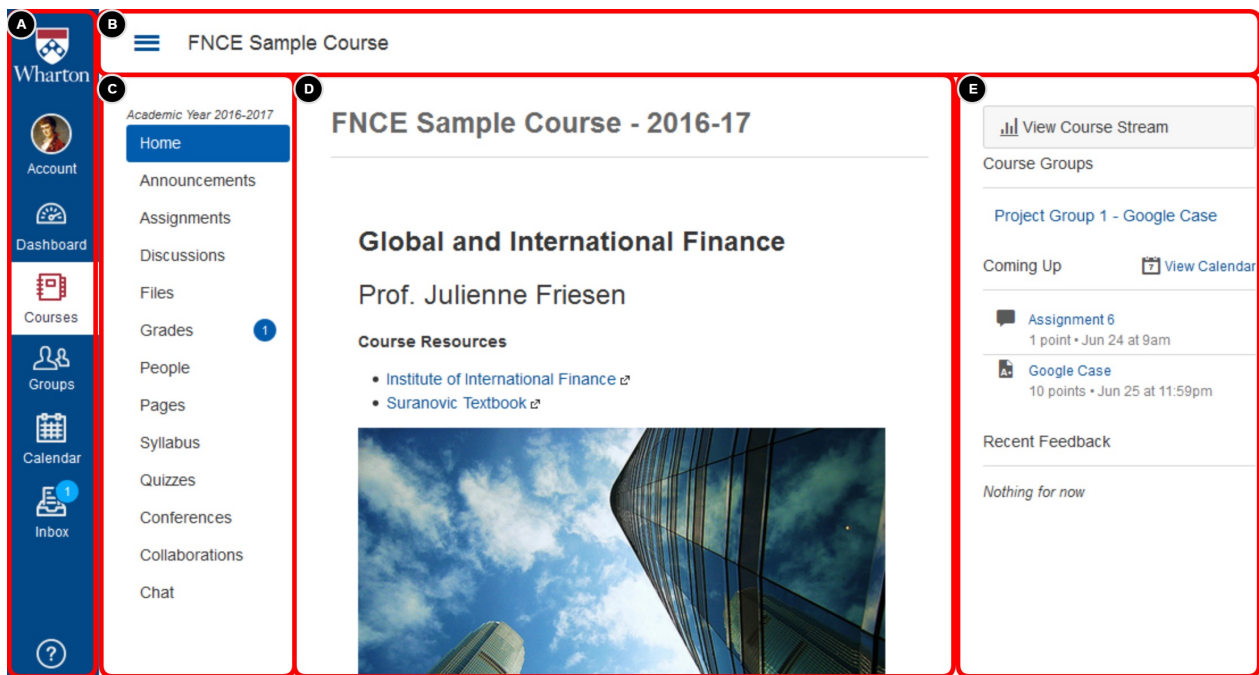 A
Wharton
Account
Dashboard
Courses
Groups
Calendar
1
Inbox
?
B
FNCE Sample Course
C
Academic Year 2016-2017
Home
Announcements
Assignments
Discussions
Files
Grades 1
People
Pages
Syllabus
Quizzes
Conferences
Collaborations
Chat
D
FNCE Sample Course - 2016-17
Global and International Finance
Prof. Julienne Friesen
Course Resources
• Institute of International Finance
• Suranovic Textbook
E
View Course Stream
Course Groups
Project Group 1 - Google Case
Coming Up 7 View Calendar
Assignment 6
1 point • Jun 24 at 9am
Google Case
10 points • Jun 25 at 11:59pm
Recent Feedback
Nothing for now